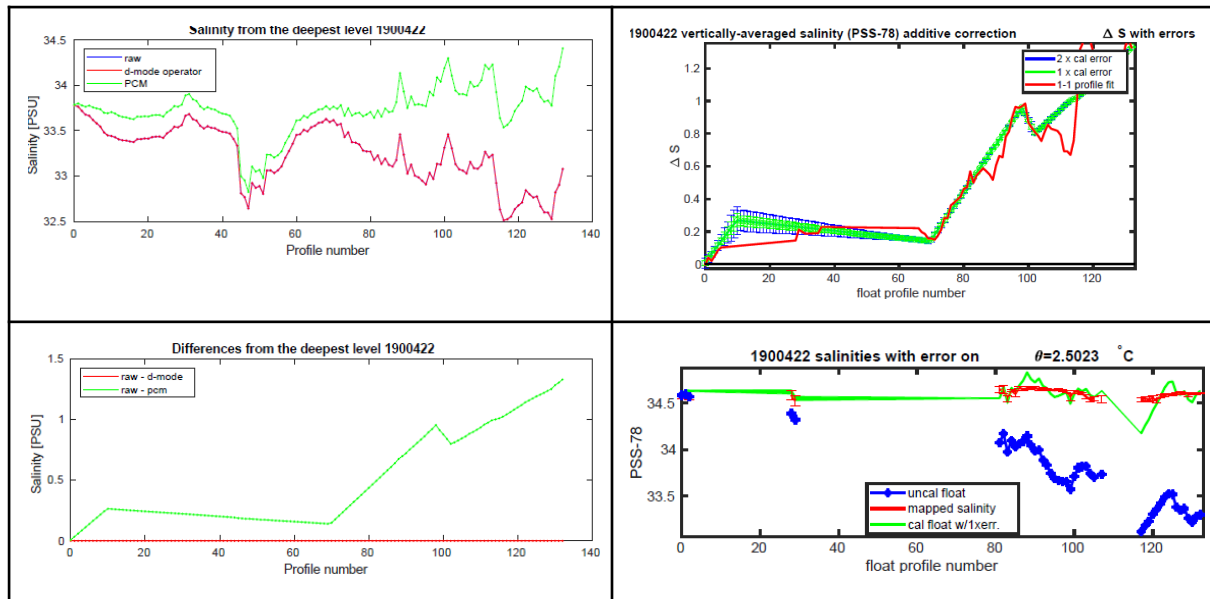 Salinity from the deepest level 1900422
34.5
34
33.5
33
32.5
Salinity [PSU]
raw
d-mode operator
PCM
0 20 40 60 80 100 120 140
Profile number
1900422 vertically-averaged salinity (PSS-78) additive correction Δ S with errors
1.2
1
0.8
0.6
0.4
0.2
0
Δ S
2 x cal error
1 x cal error
1-1 profile fit
0 20 40 60 80 100 120
float profile number
Differences from the deepest level 1900422
1.5
1
0.5
0
Salinity [PSU]
raw - d-mode
raw - pcm
0 20 40 60 80 100 120 140
Profile number
1900422 salinities with error on θ=2.5023 °C
34.5
34
33.5
PSS-78
uncal float
mapped salinity
cal float w/1xerr.
0 20 40 60 80 100 120
float profile number